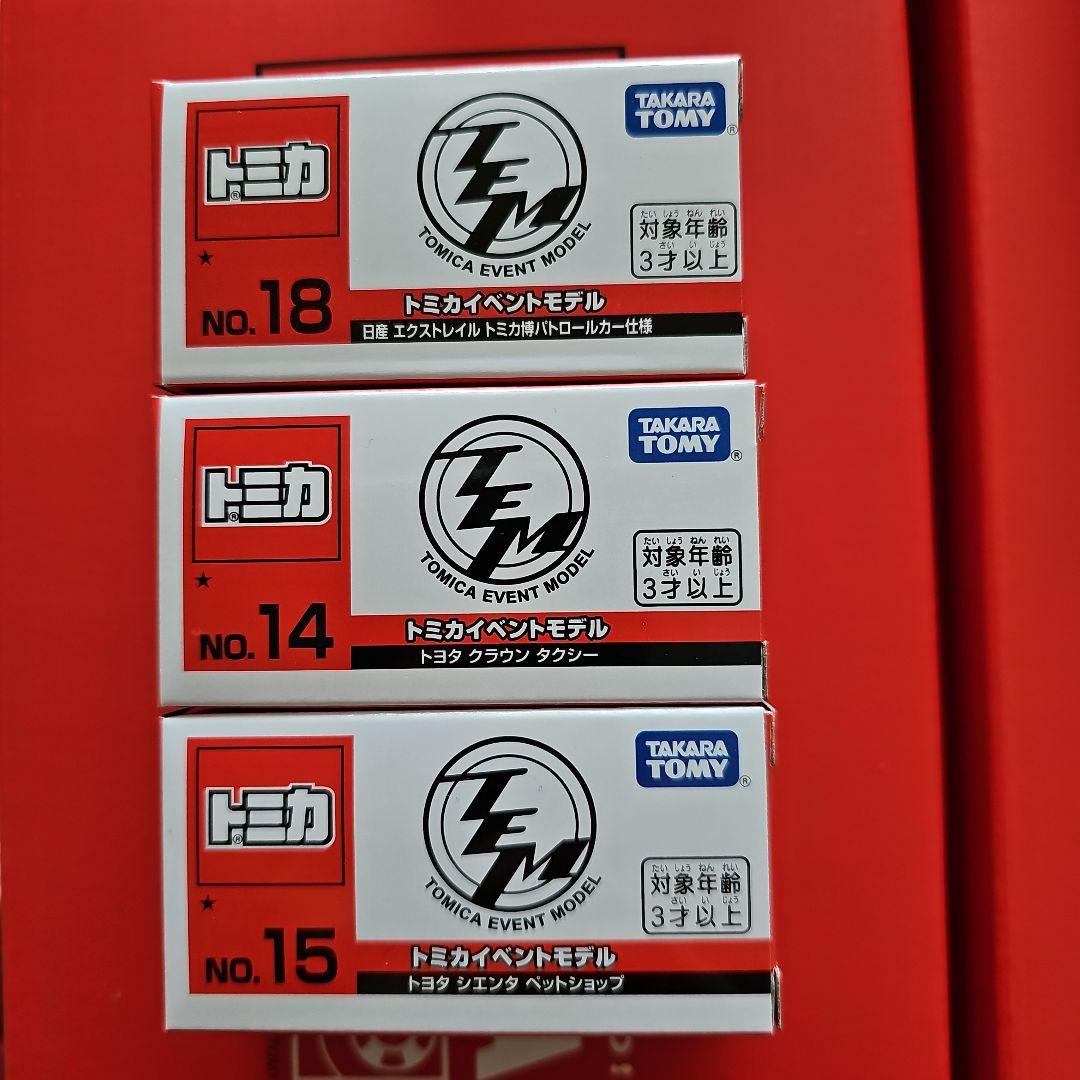 トミカ
TEM
TOMICA EVENT MODEL
TAKARA
TOMY
たいしょうねんれい
対象年齢
さいいじょう
3才以上
★
NO.18
トミカイベントモデル
日産 エクストレイル トミカ博パトロールカー仕様
トミカ
TEM
TOMICA EVENT MODEL
TAKARA
TOMY
たいしょうねんれい
対象年齢
さいいじょう
3才以上
★
NO.14
トミカイベントモデル
トヨタ クラウン タクシー
トミカ
TEM
TOMICA EVENT MODEL
TAKARA
TOMY
たいしょうねんれい
対象年齢
さいいじょう
3才以上
★
NO.15
トミカイベントモデル
トヨタ シエンタ ペットショップ